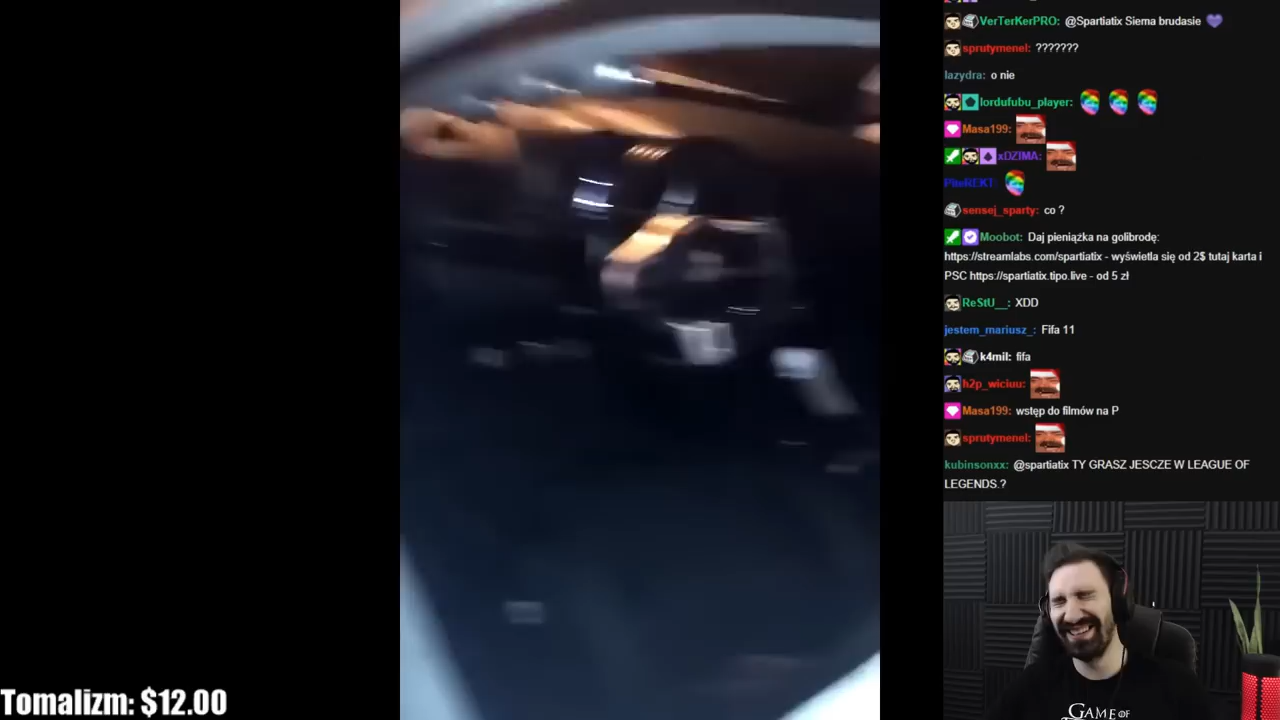 VerTerKerPRO: @Spartiatix Siema brudasie
sprutymenel: ???????
lazydra: o nie
lordufubu_player:
Masa199:
xDZIMA:
PitaREKT:
sensej_sparty: co ?
Moobot: Daj pieniążka na golibrodę:
https://streamlabs.com/spartiatix - wyświetla się od 2$ tutaj karta i
PSC https://spartiatix.tipo.live - od 5 zł
ReStU__: XDD
jestem_mariusz_: Fifa 11
k4mil: fifa
h2p_wiciuu:
Masa199: wstęp do filmów na P
sprutymenel:
kubinsonxx: @spartiatix TY GRASZ JESCZE W LEAGUE OF
LEGENDS.?
GAME OF
Tomalizm: $12.00